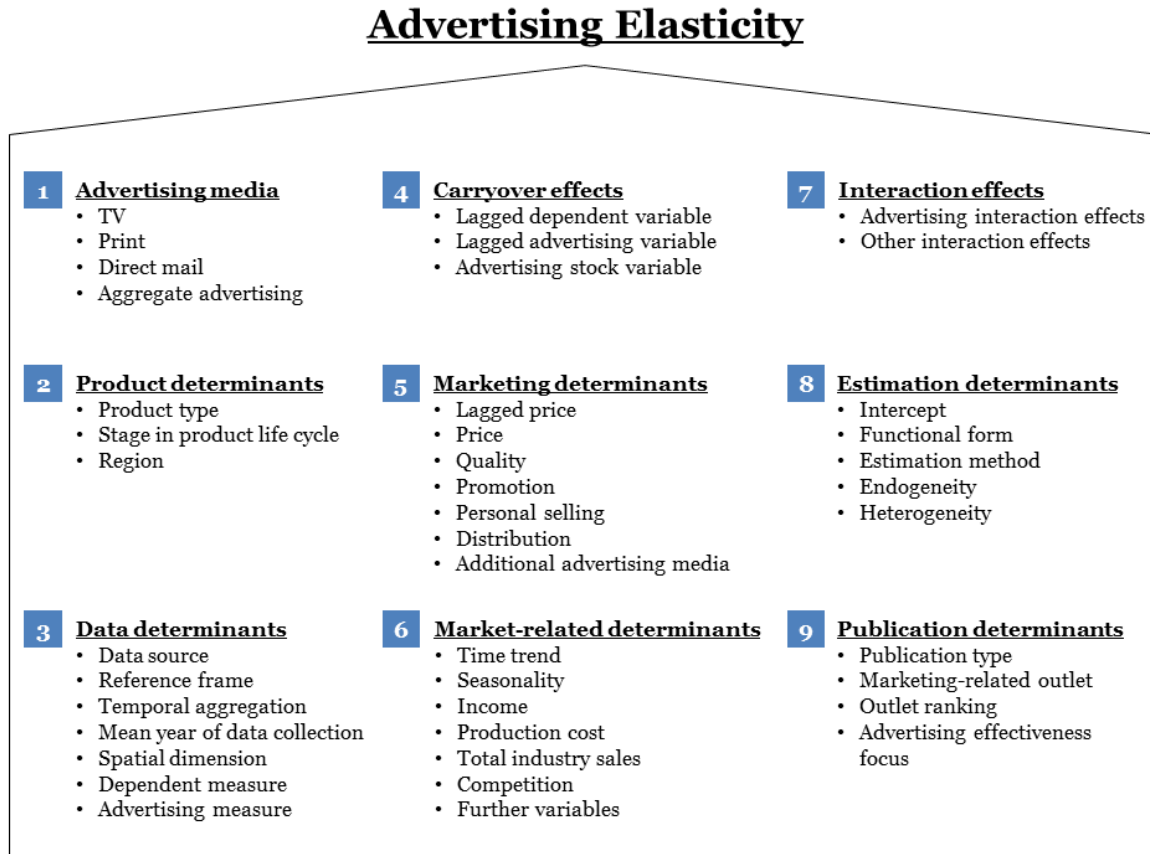 Advertising Elasticity
1 Advertising media
• TV
• Print
• Direct mail
• Aggregate advertising
2 Product determinants
• Product type
• Stage in product life cycle
• Region
3 Data determinants
• Data source
• Reference frame
• Temporal aggregation
• Mean year of data collection
• Spatial dimension
• Dependent measure
• Advertising measure
4 Carryover effects
• Lagged dependent variable
• Lagged advertising variable
• Advertising stock variable
5 Marketing determinants
• Lagged price
• Price
• Quality
• Promotion
• Personal selling
• Distribution
• Additional advertising media
6 Market-related determinants
• Time trend
• Seasonality
• Income
• Production cost
• Total industry sales
• Competition
• Further variables
7 Interaction effects
• Advertising interaction effects
• Other interaction effects
8 Estimation determinants
• Intercept
• Functional form
• Estimation method
• Endogeneity
• Heterogeneity
9 Publication determinants
• Publication type
• Marketing-related outlet
• Outlet ranking
• Advertising effectiveness
focus